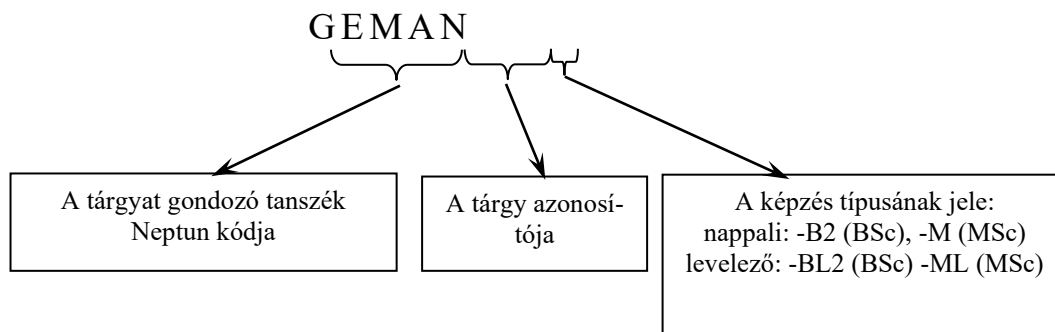 GEMAN
A tárgyat gondozó tanszék
Neptun kódja
A tárgy azonosí-
tója
A képzés típusának jele:
nappali: -B2 (BSc), -M (MSc)
levelező: -BL2 (BSc) -ML (MSc)